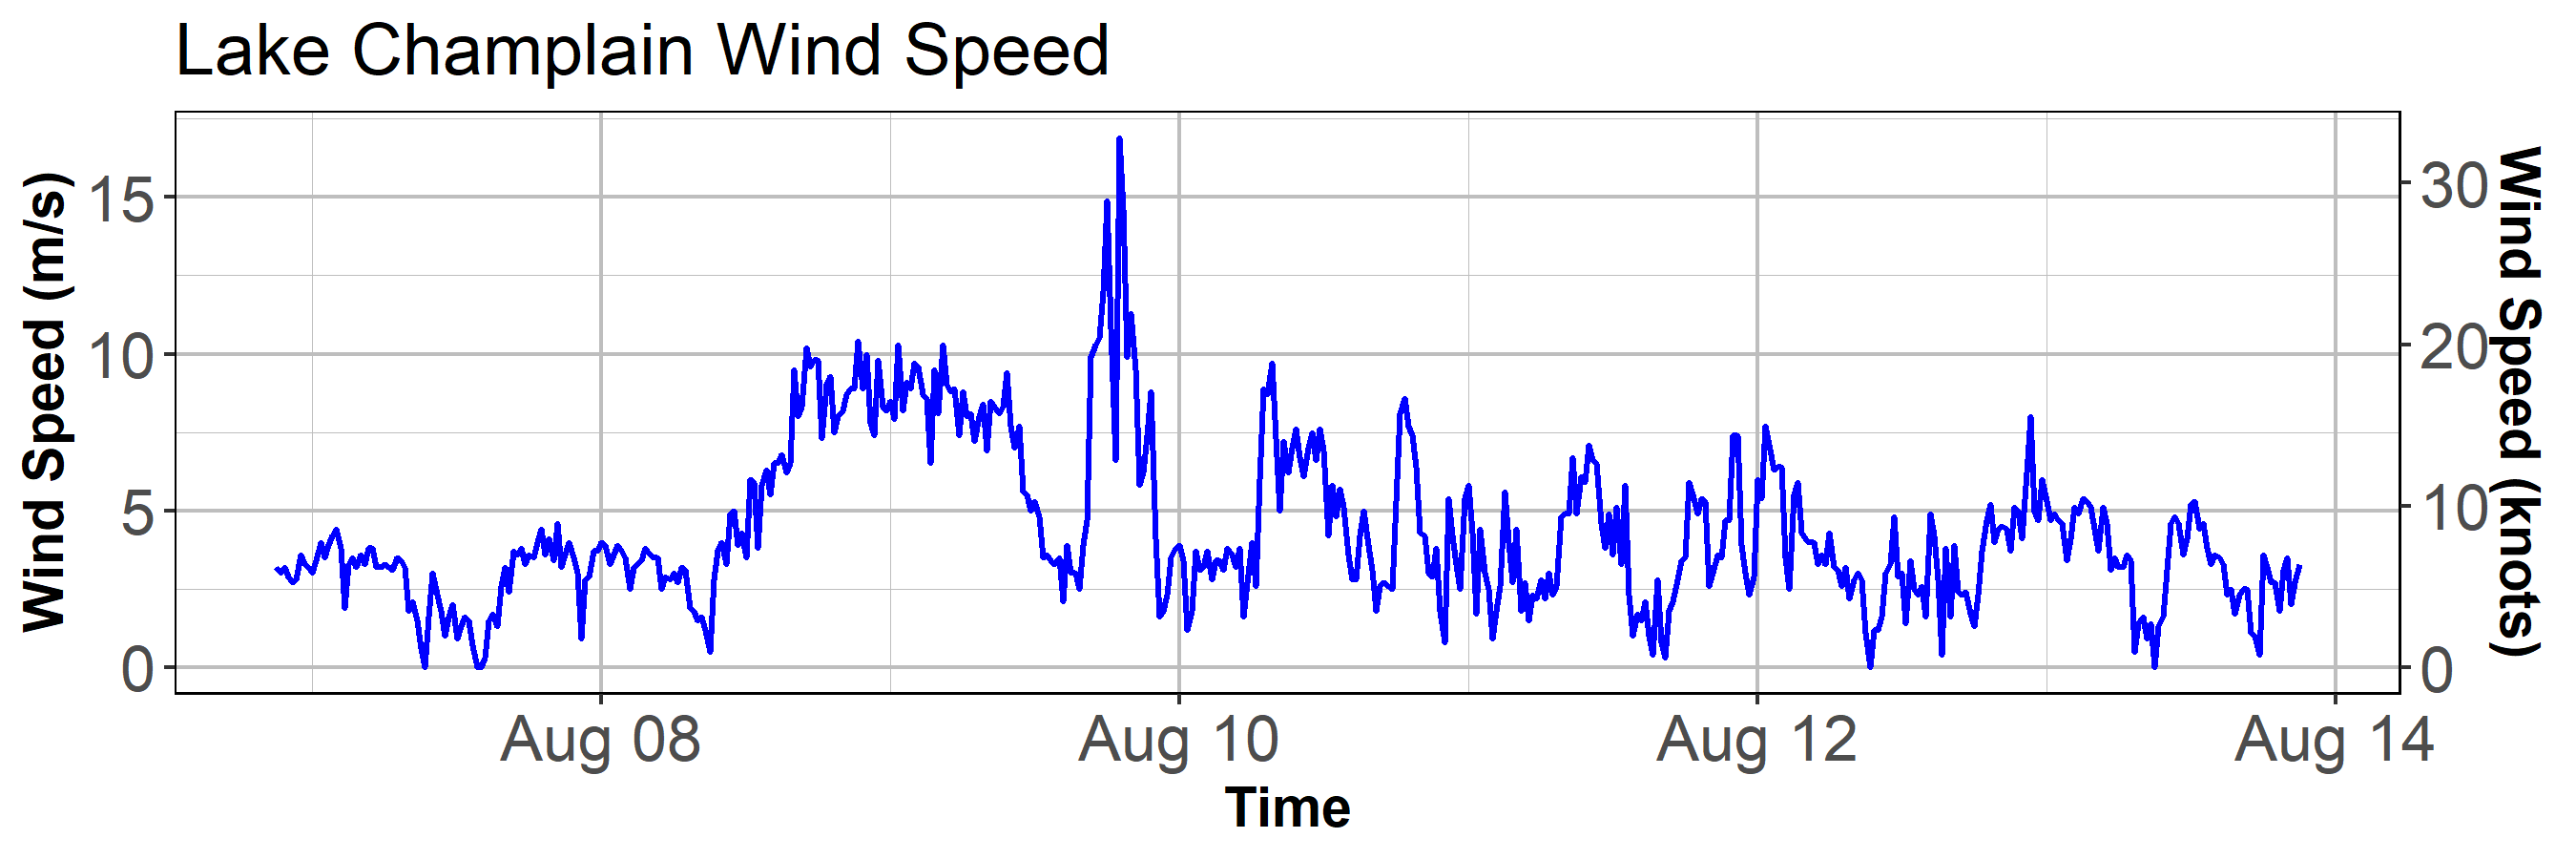 Lake Champlain Wind Speed
Wind Speed (m/s)
15
10
5
0
30
20
10
0
Wind Speed (knots)
Aug 08
Aug 10
Aug 12
Aug 14
Time